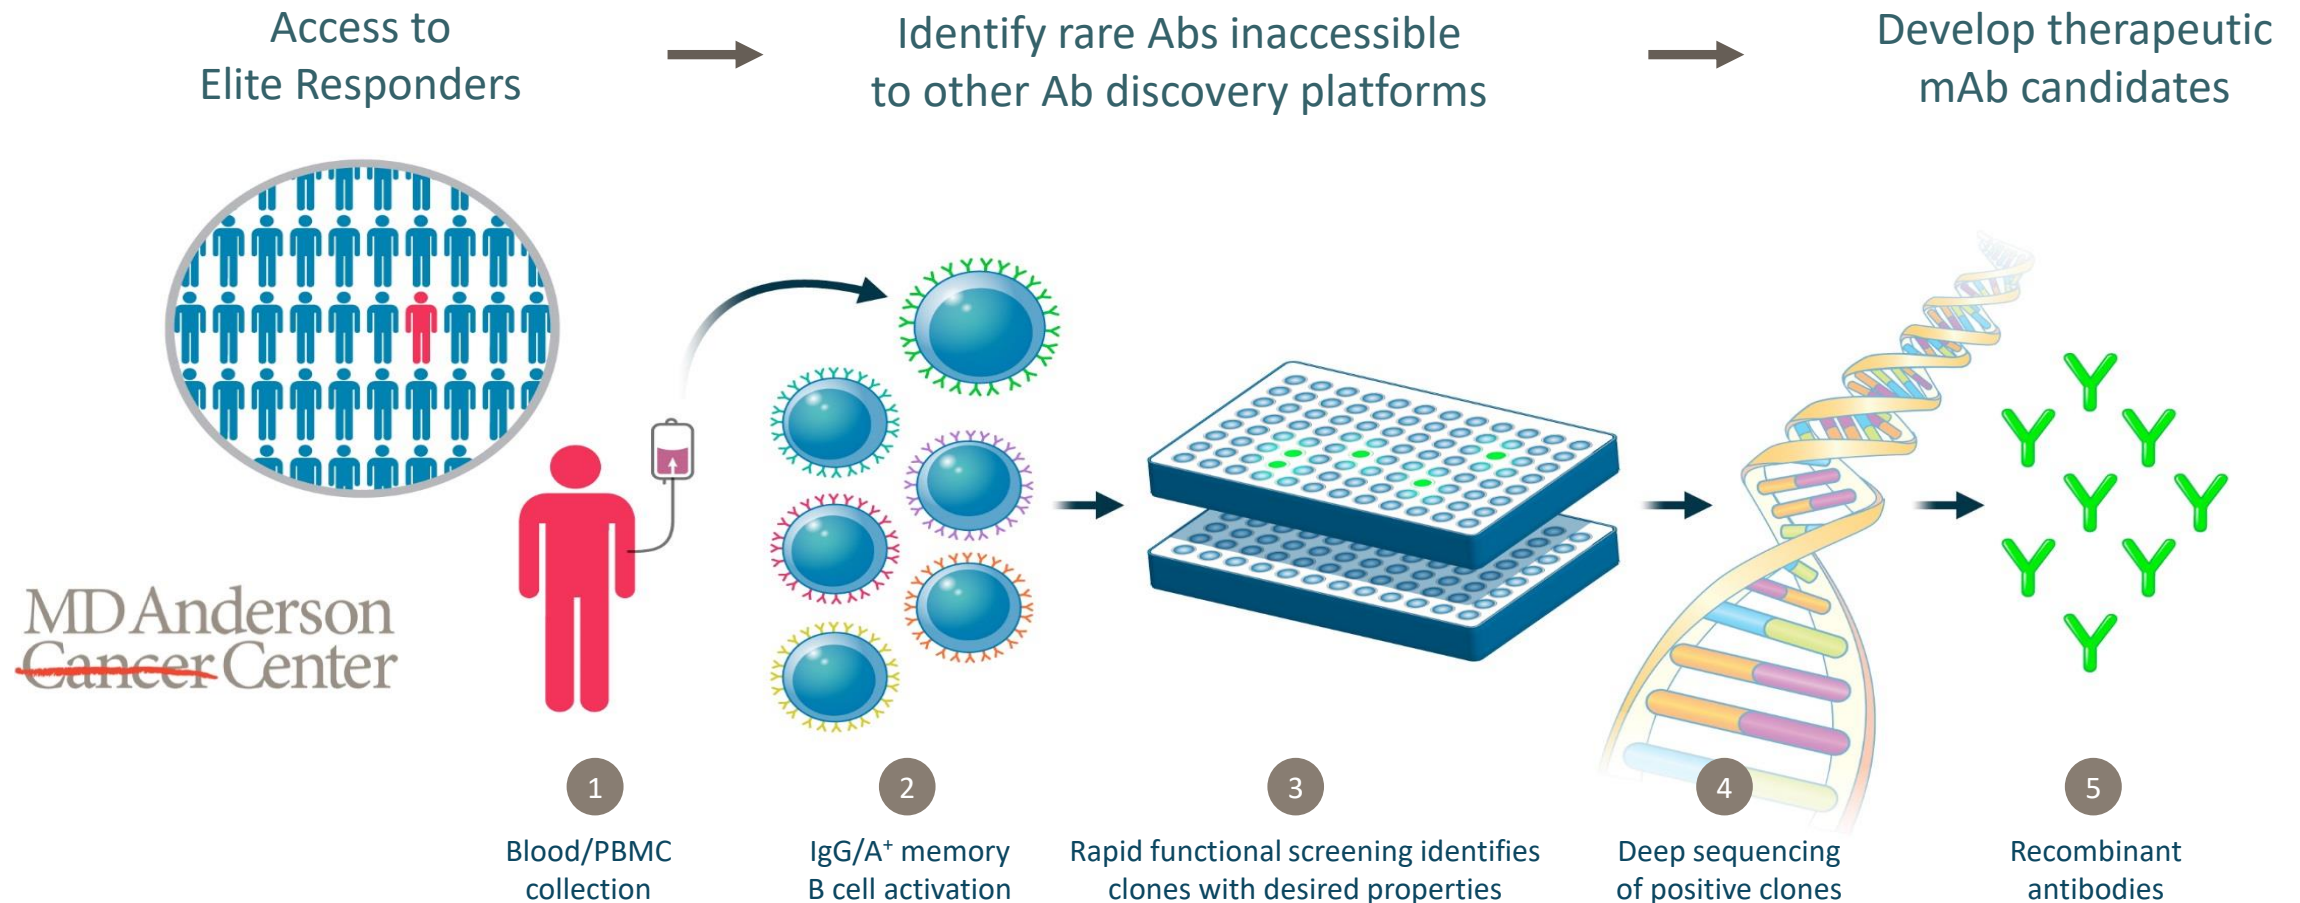 Access to
Elite Responders
Identify rare Abs inaccessible
to other Ab discovery platforms
Develop therapeutic
mAb candidates
MD Anderson
Cancer Center
1
Blood/PBMC
collection
2
IgG/A⁺ memory
B cell activation
3
Rapid functional screening identifies
clones with desired properties
4
Deep sequencing
of positive clones
5
Recombinant
antibodies